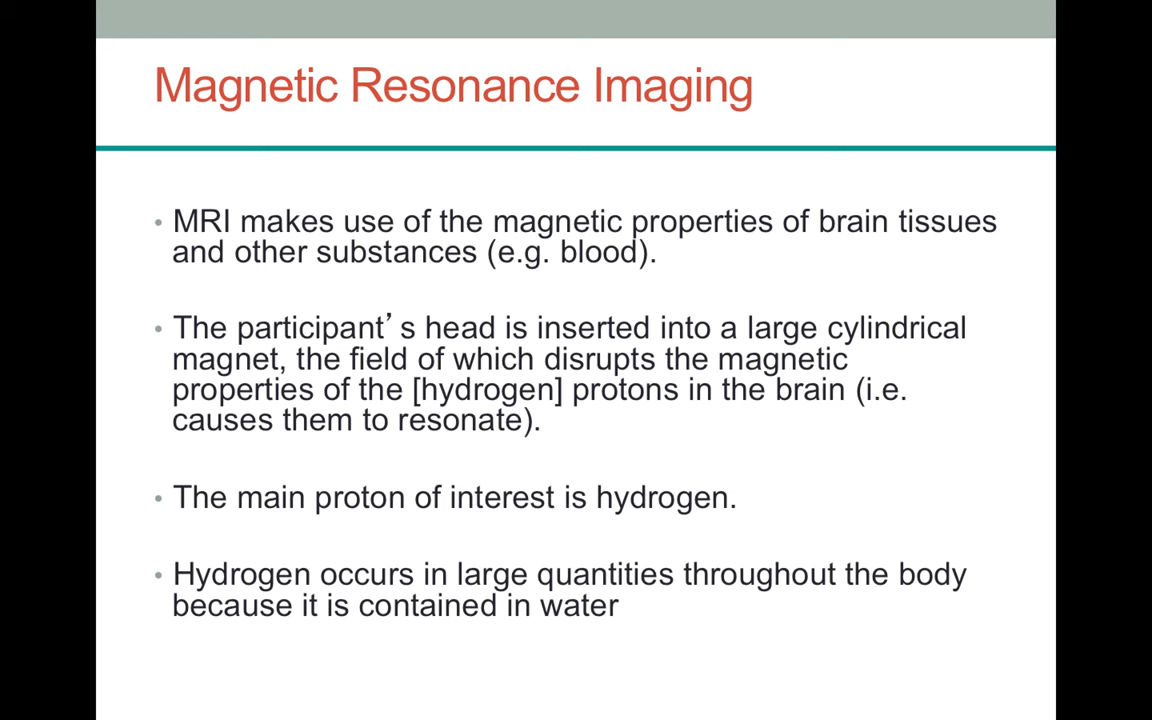 Magnetic Resonance Imaging
• MRI makes use of the magnetic properties of brain tissues
and other substances (e.g. blood).
• The participant’s head is inserted into a large cylindrical
magnet, the field of which disrupts the magnetic
properties of the [hydrogen] protons in the brain (i.e.
causes them to resonate).
• The main proton of interest is hydrogen.
• Hydrogen occurs in large quantities throughout the body
because it is contained in water